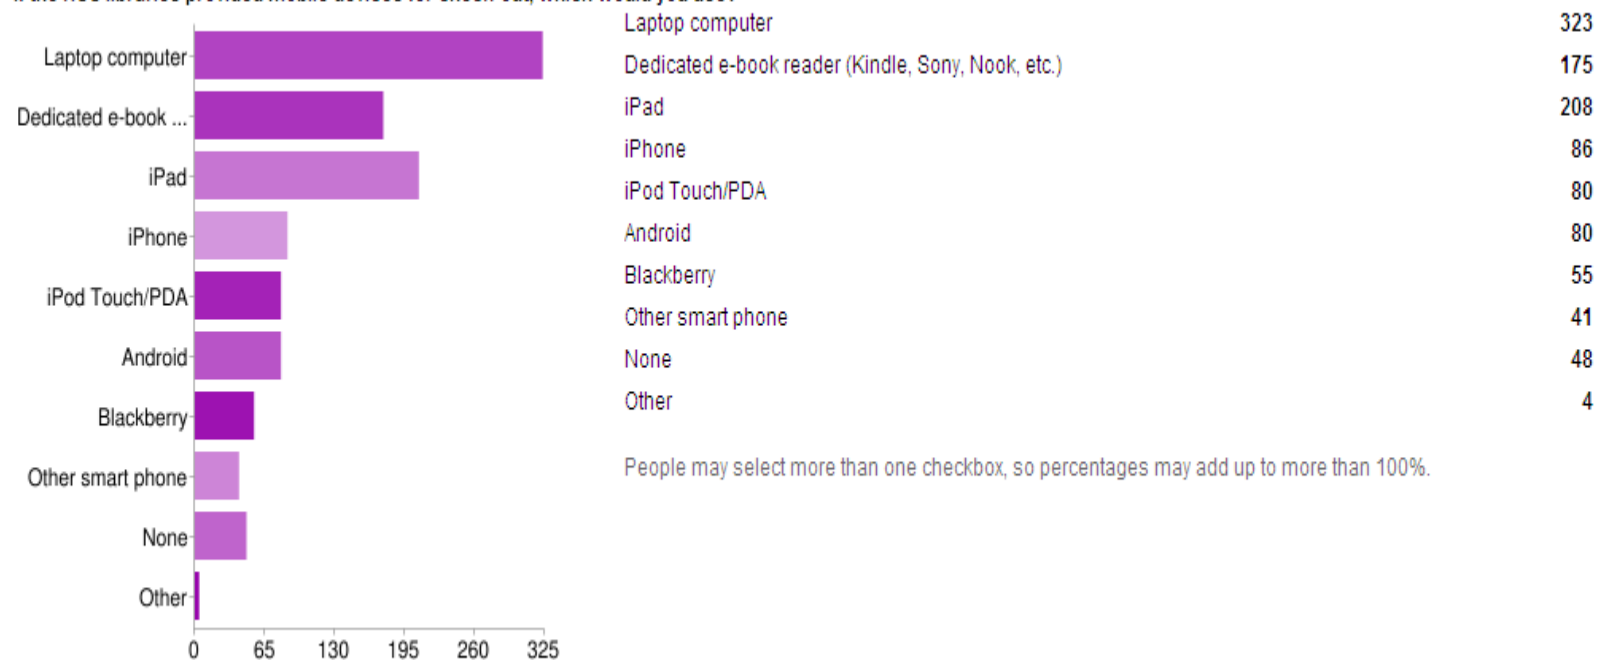 Laptop computer
Dedicated e-book ...
iPad
iPhone
iPod Touch/PDA
Android
Blackberry
Other smart phone
None
Other
0 65 130 195 260 325
Laptop computer 323
Dedicated e-book reader (Kindle, Sony, Nook, etc.) 175
iPad 208
iPhone 86
iPod Touch/PDA 80
Android 80
Blackberry 55
Other smart phone 41
None 48
Other 4
People may select more than one checkbox, so percentages may add up to more than 100%.